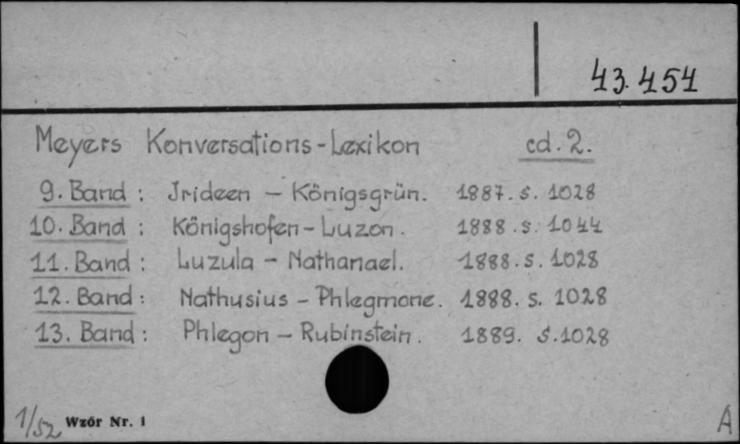 43.454
Meyers Konversations-Lexikon cd. 2.
9. Band : Jrideen – Königsgrün. 1887. s. 1028
10. Band : Königshofen – Luzon. 1888. s. 1044
11. Band : Luzula – Nathanael. 1888. s. 1028
12. Band : Nathusius – Phlegmone. 1888. s. 1028
13. Band : Phlegon – Rubinstein. 1889. s. 1028
1/52 Wzór Nr. 1 A